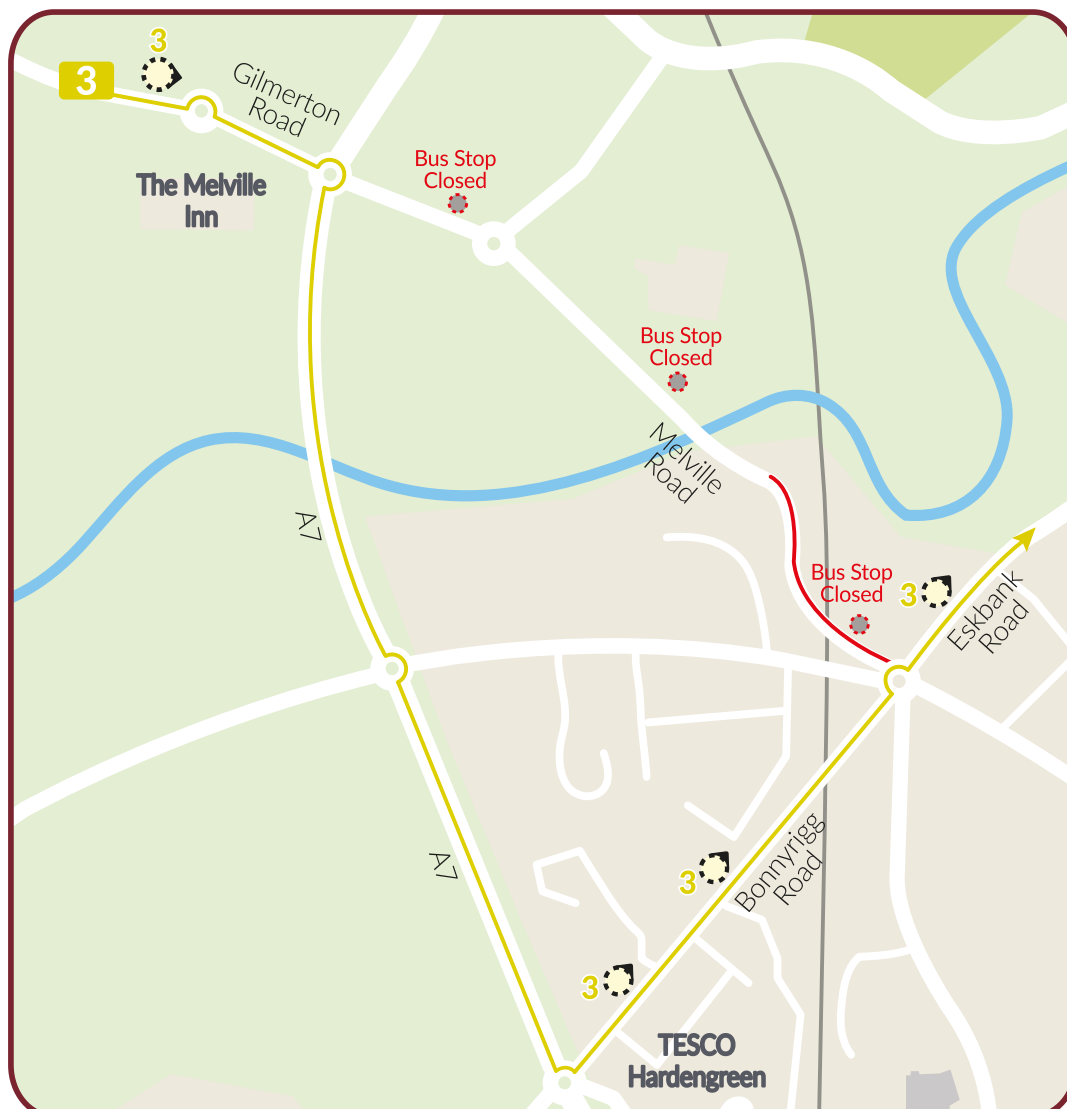 3
3
Gilmerton
Road
Bus Stop
Closed
The Melville
Inn
Bus Stop
Closed
Melville
Road
A7
Bus Stop
Closed
3
Eskbank
Road
A7
3
Bonnyrigg
Road
3
TESCO
Hardengreen